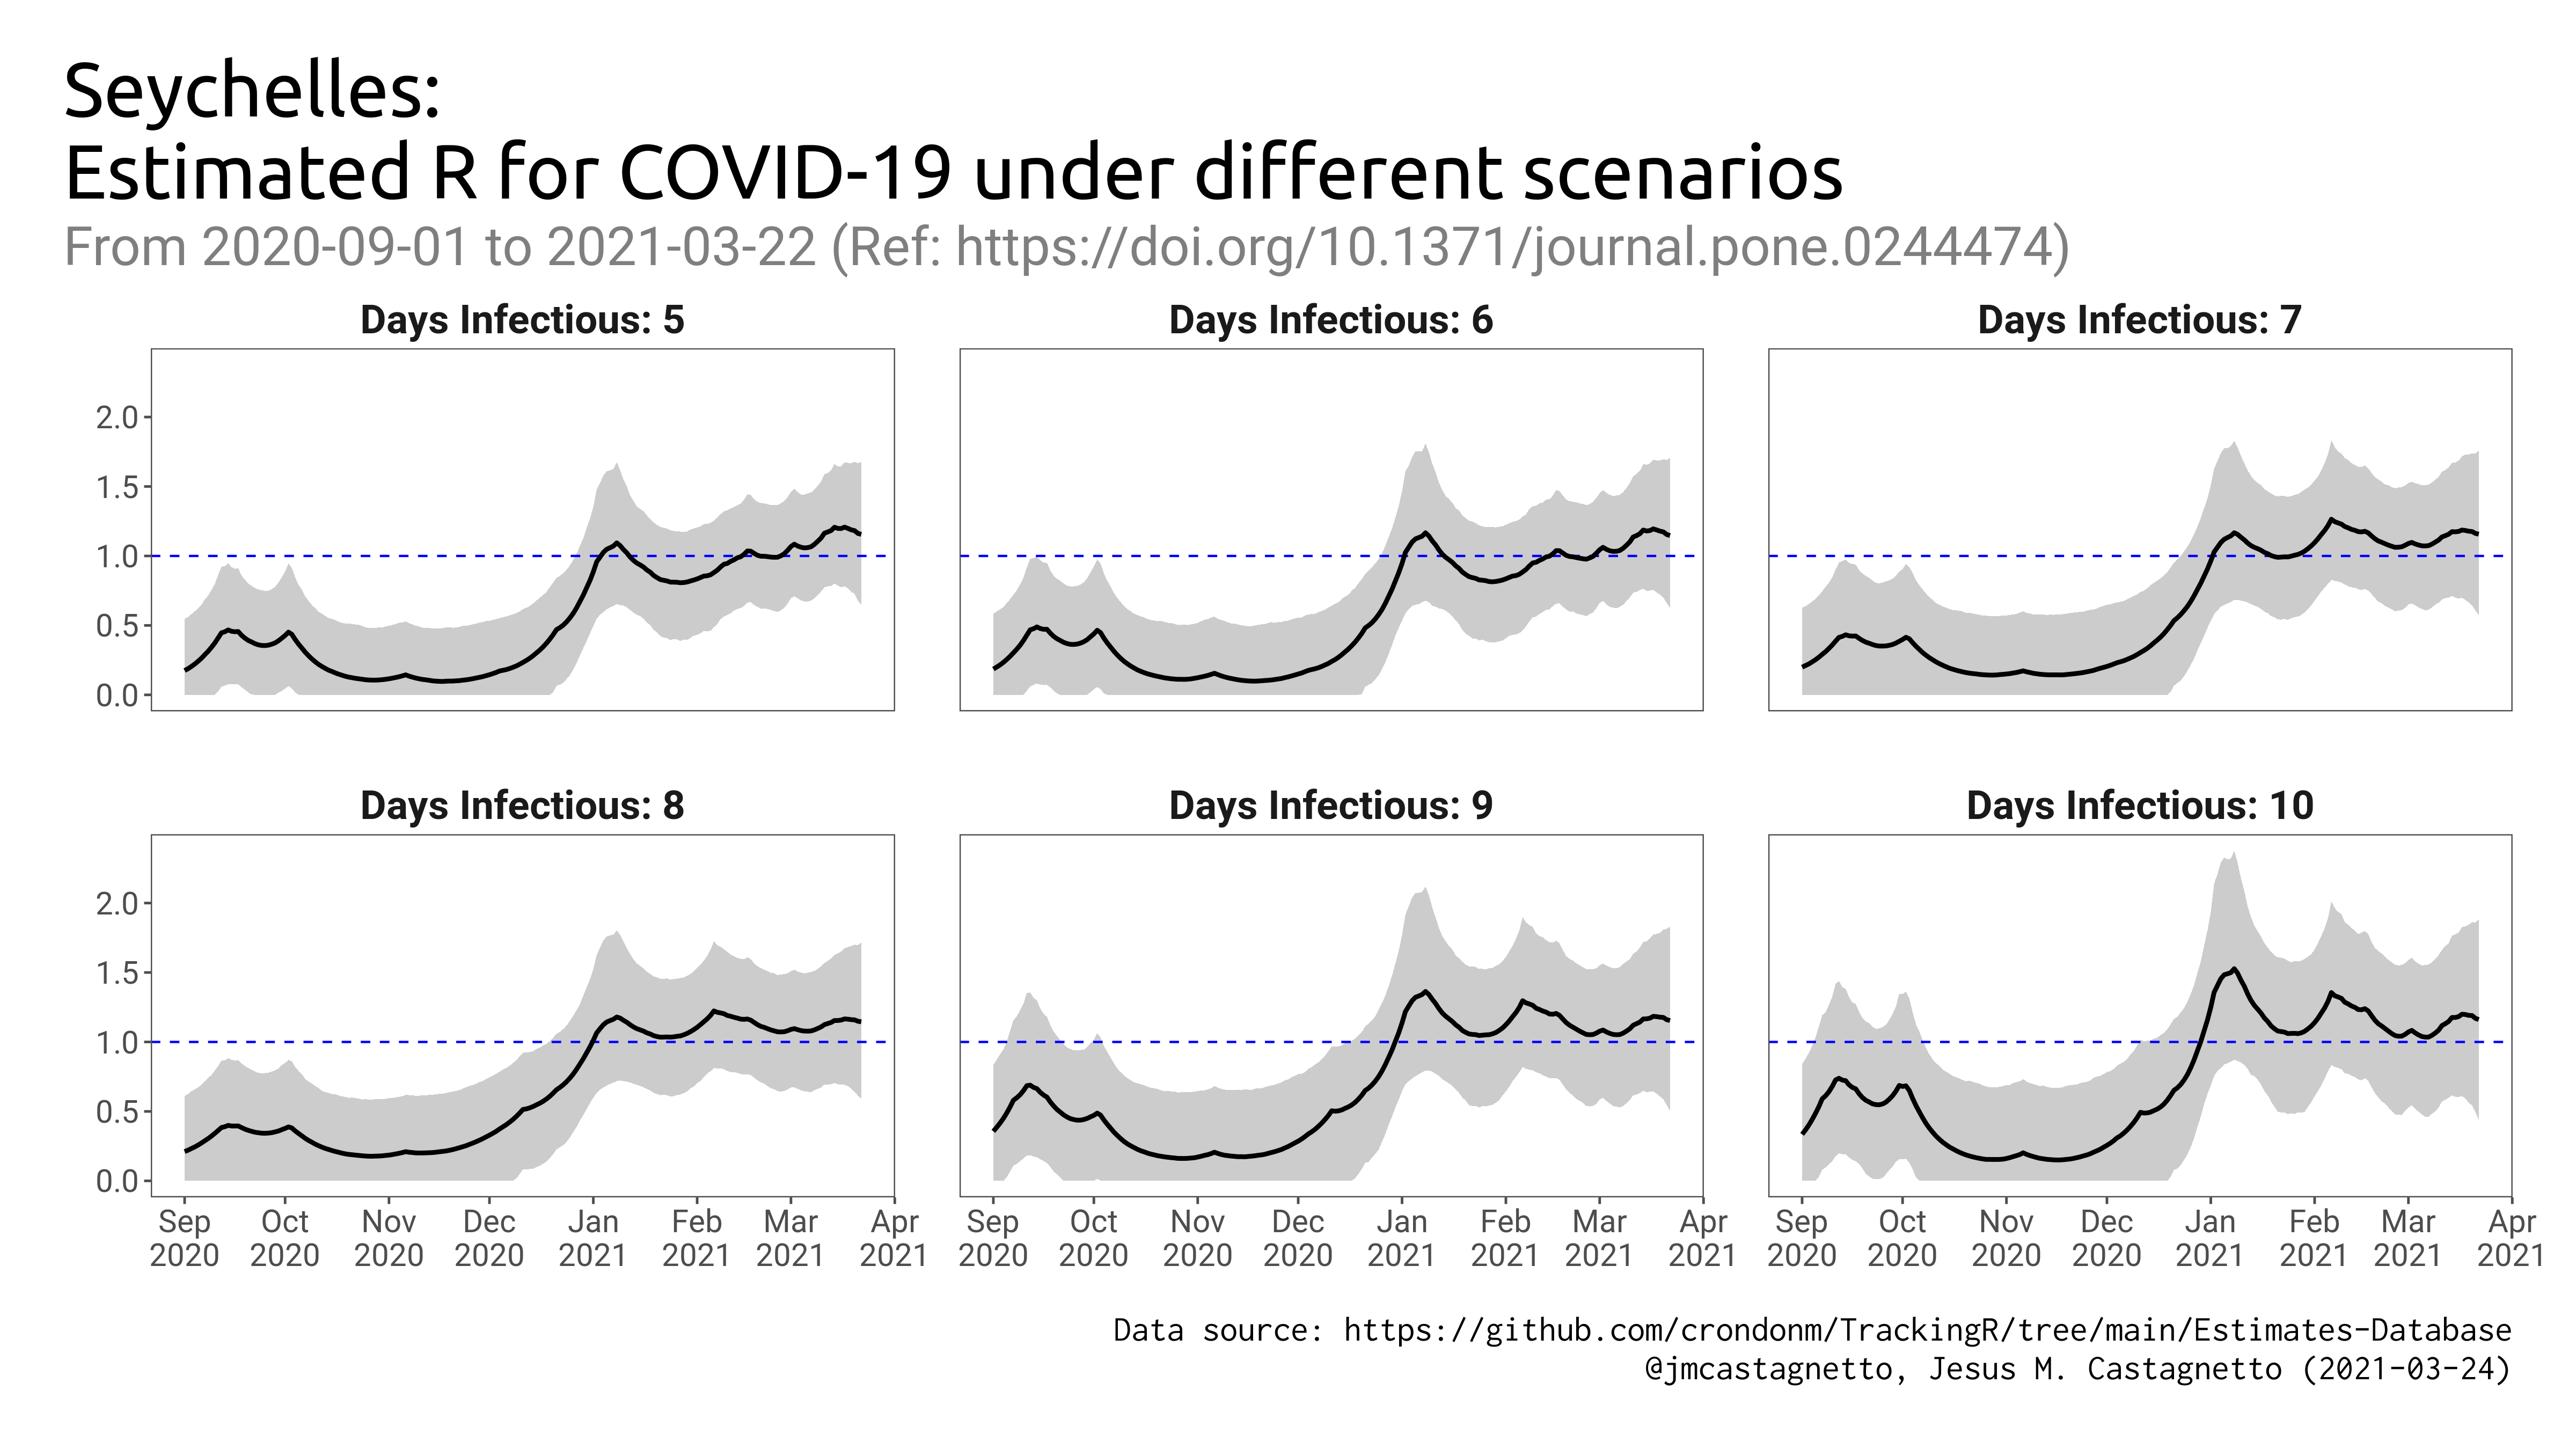 Seychelles:
Estimated R for COVID-19 under different scenarios
From 2020-09-01 to 2021-03-22 (Ref: https://doi.org/10.1371/journal.pone.0244474)
Days Infectious: 5
Days Infectious: 6
Days Infectious: 7
2.0
1.5
1.0
0.5
0.0
Days Infectious: 8
Days Infectious: 9
Days Infectious: 10
2.0
1.5
1.0
0.5
0.0
Sep Oct Nov Dec Jan Feb Mar Apr
2020 2020 2020 2020 2021 2021 2021 2021
Sep Oct Nov Dec Jan Feb Mar Apr
2020 2020 2020 2020 2021 2021 2021 2021
Sep Oct Nov Dec Jan Feb Mar Apr
2020 2020 2020 2020 2021 2021 2021 2021
Data source: https://github.com/crondonm/TrackingR/tree/main/Estimates-Database
@jmcastagnetto, Jesus M. Castagnetto (2021-03-24)